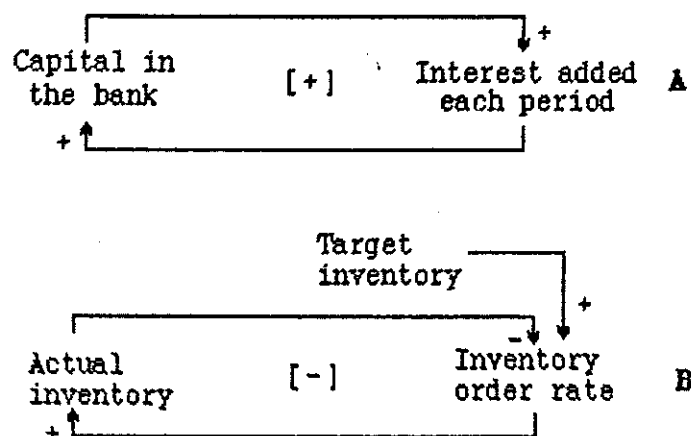 +
Capital in
the bank
[+]
Interest added
each period
A
+
Target
inventory
+
-
Actual
inventory
[-]
Inventory
order rate
B
+